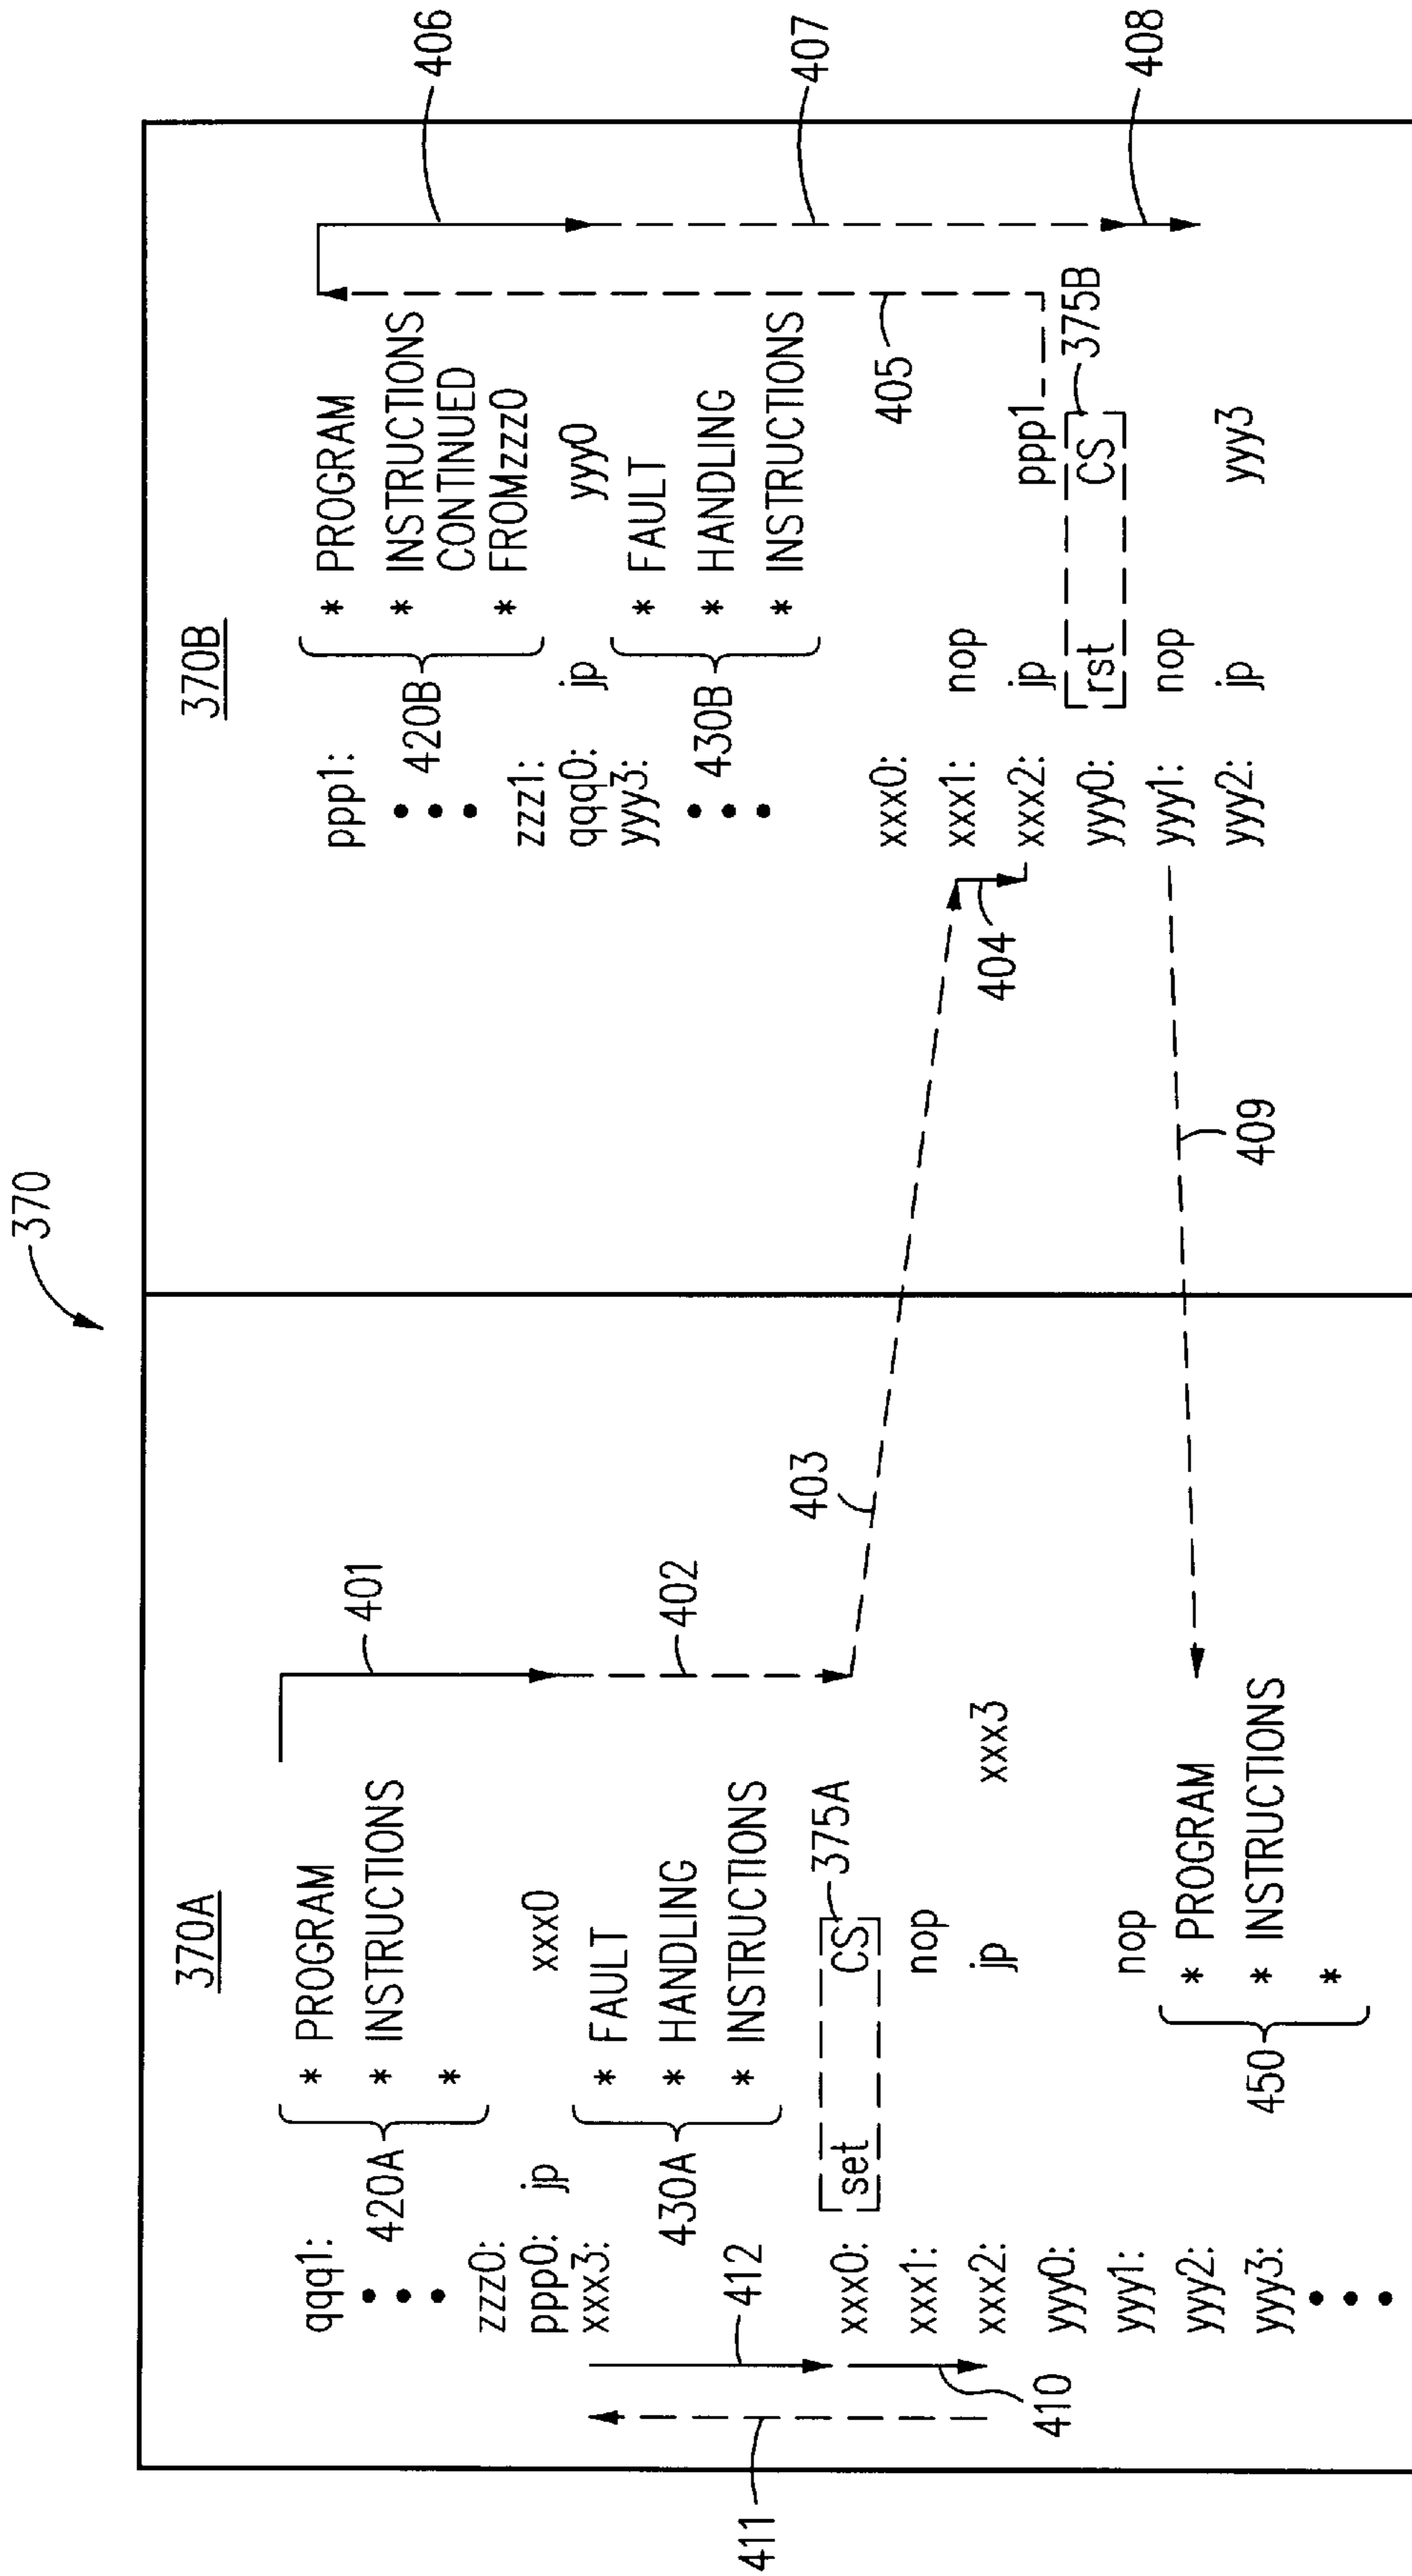 370
370A
qqq1:
420A
* PROGRAM
* INSTRUCTIONS
*
zzz0:
ppp0: jp xxx0
xxx3:
430A
* FAULT
* HANDLING
* INSTRUCTIONS
401
402
403
412
411
410
xxx0: set CS 375A
xxx1: nop
xxx2: jp xxx3
yyy0:
yyy1:
yyy2: nop
yyy3:
450
* PROGRAM
* INSTRUCTIONS
*
370B
ppp1:
420B
* PROGRAM
* INSTRUCTIONS
CONTINUED
* FROMzzz0
zzz1:
qqq0: jp yyy0
yyy3:
430B
* FAULT
* HANDLING
* INSTRUCTIONS
406
407
408
405
404
409
xxx0:
xxx1: nop
xxx2: jp ppp1
yyy0: rst CS 375B
yyy1: nop
yyy2: jp yyy3